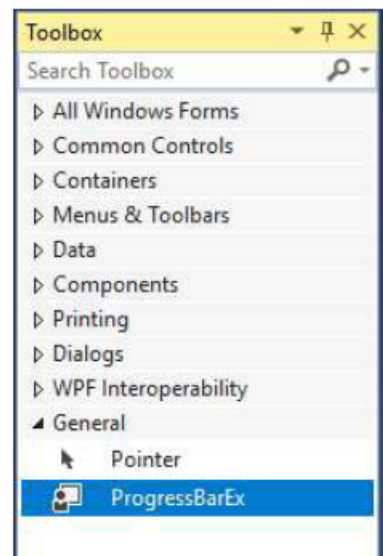 Toolbox
Search Toolbox
All Windows Forms
Common Controls
Containers
Menus & Toolbars
Data
Components
Printing
Dialogs
WPF Interoperability
General
Pointer
ProgressBarEx